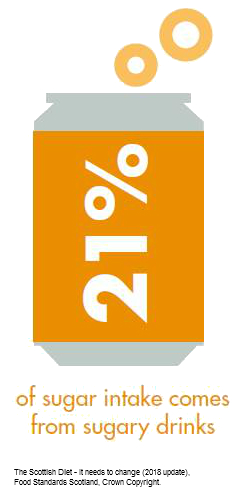 21%
of sugar intake comes
from sugary drinks
The Scottish Diet - it needs to change (2018 update),
Food Standards Scotland, Crown Copyright.